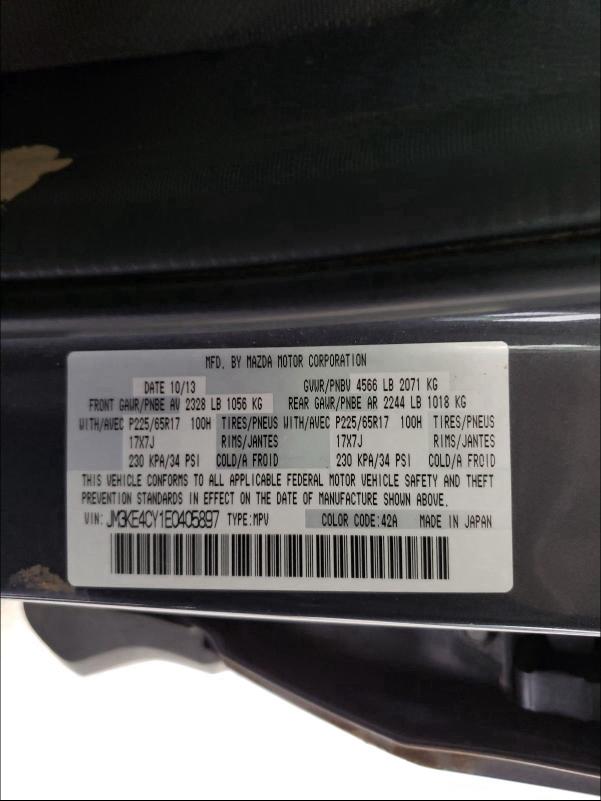 MFD. BY MAZDA MOTOR CORPORATION
DATE 10/13 GVWR/PNBV 4566 LB 2071 KG
FRONT GAWR/PNBE AV 2328 LB 1056 KG REAR GAWR/PNBE AR 2244 LB 1018 KG
WITH/AVEC P225/65R17 100H TIRES/PNEUS WITH/AVEC P225/65R17 100H TIRES/PNEUS
17X7J RIMS/JANTES 17X7J RIMS/JANTES
230 KPA/34 PSI COLD/A FROID 230 KPA/34 PSI COLD/A FROID
THIS VEHICLE CONFORMS TO ALL APPLICABLE FEDERAL MOTOR VEHICLE SAFETY AND THEFT
PREVENTION STANDARDS IN EFFECT ON THE DATE OF MANUFACTURE SHOWN ABOVE.
VIN: JM3KE4CY1E0405897 TYPE:MPV COLOR CODE:42A MADE IN JAPAN